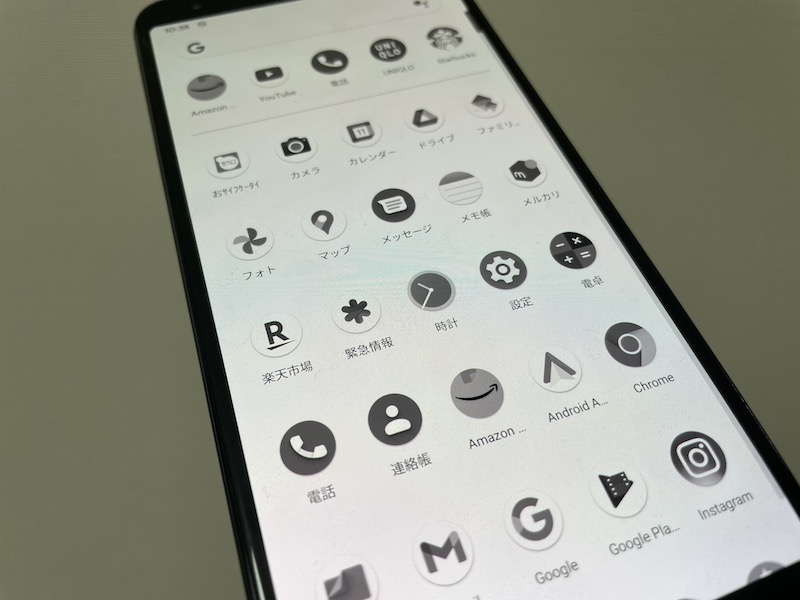 10:38
G
Amazon ...
YouTube
電話
UNI
QLO
UNIQLO
Starbucks
おサイフケータイ
カメラ
11
カレンダー
ドライブ
ファミリ...
フォト
マップ
メッセージ
メモ帳
m
メルカリ
R
楽天市場
緊急情報
時計
設定
電卓
電話
連絡帳
Amazon ...
Android A...
Chrome
M
G
Google
Google Pla...
Instagram